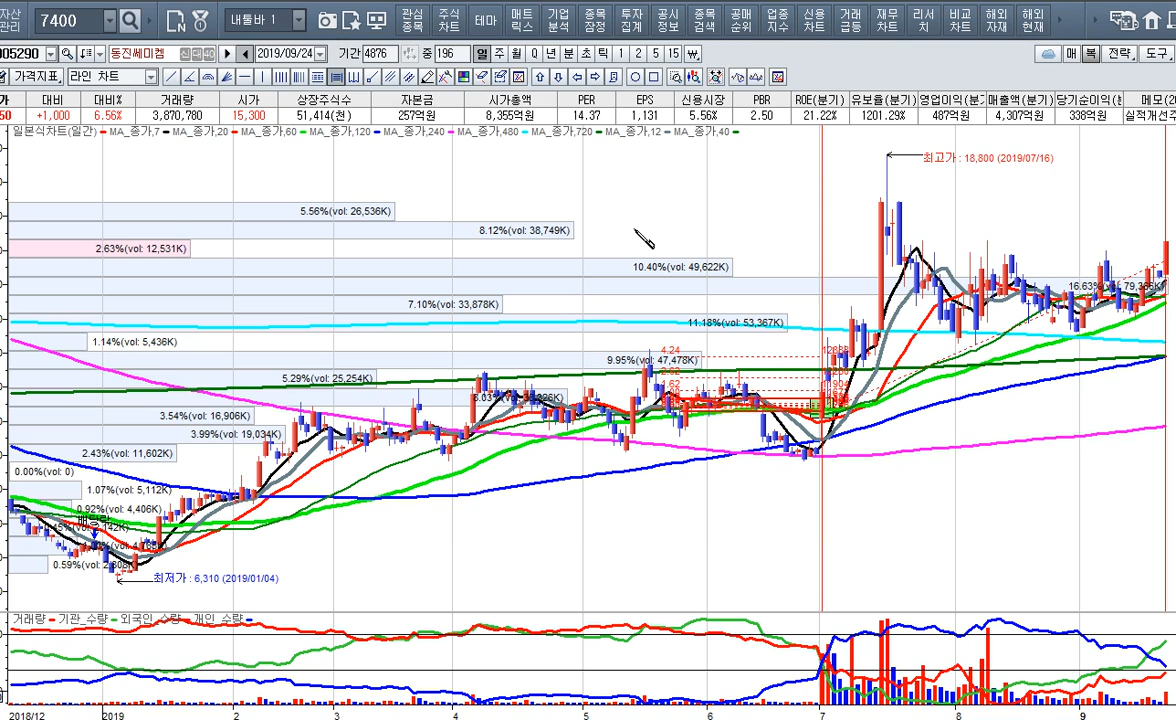 자산
7400
내툴바 1
관심
종목
주식
차트
테마
매트
릭스
기업
분석
종목
잠정
투자
집계
공시
정보
종목
검색
공매
순위
업종
지수
신용
차트
거래
급등
재무
차트
리서
치
비교
차트
해외
자재
해외
현재
005290
동진쎄미켐
2019/09/24
기간 4876
중 196
일 주 월 Q 년 분 초 틱 1 2 5 15
매 복 전략 도구
가격지표 라인 차트
가 대비 대비% 거래량 시가 상장주식수 자본금 시가총액 PER EPS 신용시장 PBR ROE(분기) 유보율(분기) 영업이익(분기 매출액(분기) 당기순이익(분 메모(20
50 +1,000 6.56% 3,870,780 15,300 51,414(천) 257억원 8,355억원 14.37 1,131 5.56% 2.50 21.22% 1201.29% 487억원 4,307억원 338억원 실적개선주
일본식차트(일간) MA_종가,7 MA_종가,20 MA_종가,60 MA_종가,120 MA_종가,240 MA_종가,480 MA_종가,720 MA_종가,12 MA_종가,40
최고가 : 18,800 (2019/07/16)
5.56%(vol: 26,536K)
8.12%(vol: 38,749K)
2.63%(vol: 12,531K)
10.40%(vol: 49,622K)
16.63%(vol: 79,366K)
7.10%(vol: 33,878K)
11.18%(vol: 53,367K)
1.14%(vol: 5,436K)
4.24
9.95%(vol: 47,478K)
5.29%(vol: 25,254K)
1.62
3.54%(vol: 16,906K)
3.99%(vol: 19,034K)
2.43%(vol: 11,602K)
0.00%(vol: 0)
1.07%(vol: 5,112K)
0.92%(vol: 4,406K)
0.59%(vol: 2,808K)
최저가 : 6,310 (2019/01/04)
거래량 기관_수량 외국인_수량 개인_수량
2018/12 2019 2 3 4 5 6 7 8 9